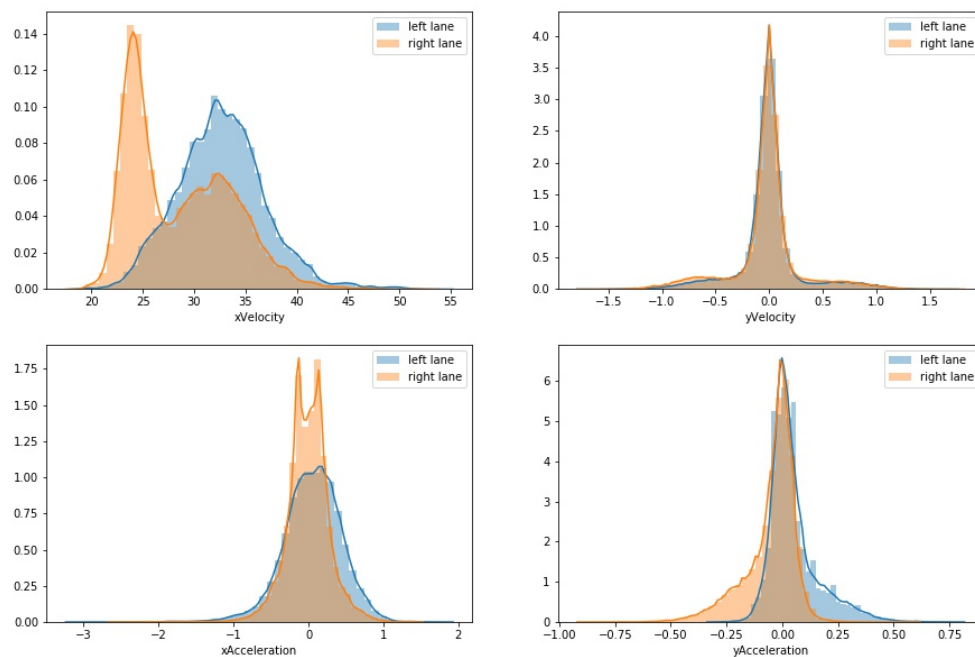 left lane
right lane
0.14
0.12
0.10
0.08
0.06
0.04
0.02
0.00
20 25 30 35 40 45 50 55
xVelocity
left lane
right lane
4.0
3.5
3.0
2.5
2.0
1.5
1.0
0.5
0.0
−1.5 −1.0 −0.5 0.0 0.5 1.0 1.5
yVelocity
left lane
right lane
1.75
1.50
1.25
1.00
0.75
0.50
0.25
0.00
−3 −2 −1 0 1 2
xAcceleration
left lane
right lane
6
5
4
3
2
1
0
−1.00 −0.75 −0.50 −0.25 0.00 0.25 0.50 0.75
yAcceleration